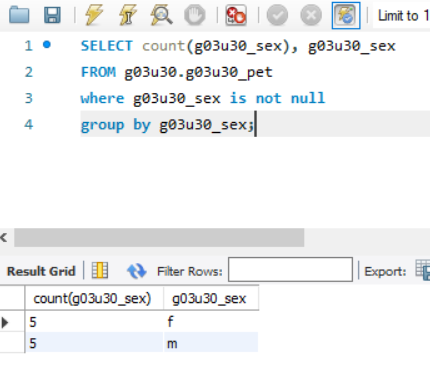 Limit to 1
1 SELECT count(g03u30_sex), g03u30_sex
2 FROM g03u30.g03u30_pet
3 where g03u30_sex is not null
4 group by g03u30_sex;
Result Grid Filter Rows: Export:
count(g03u30_sex) g03u30_sex
5 f
5 m